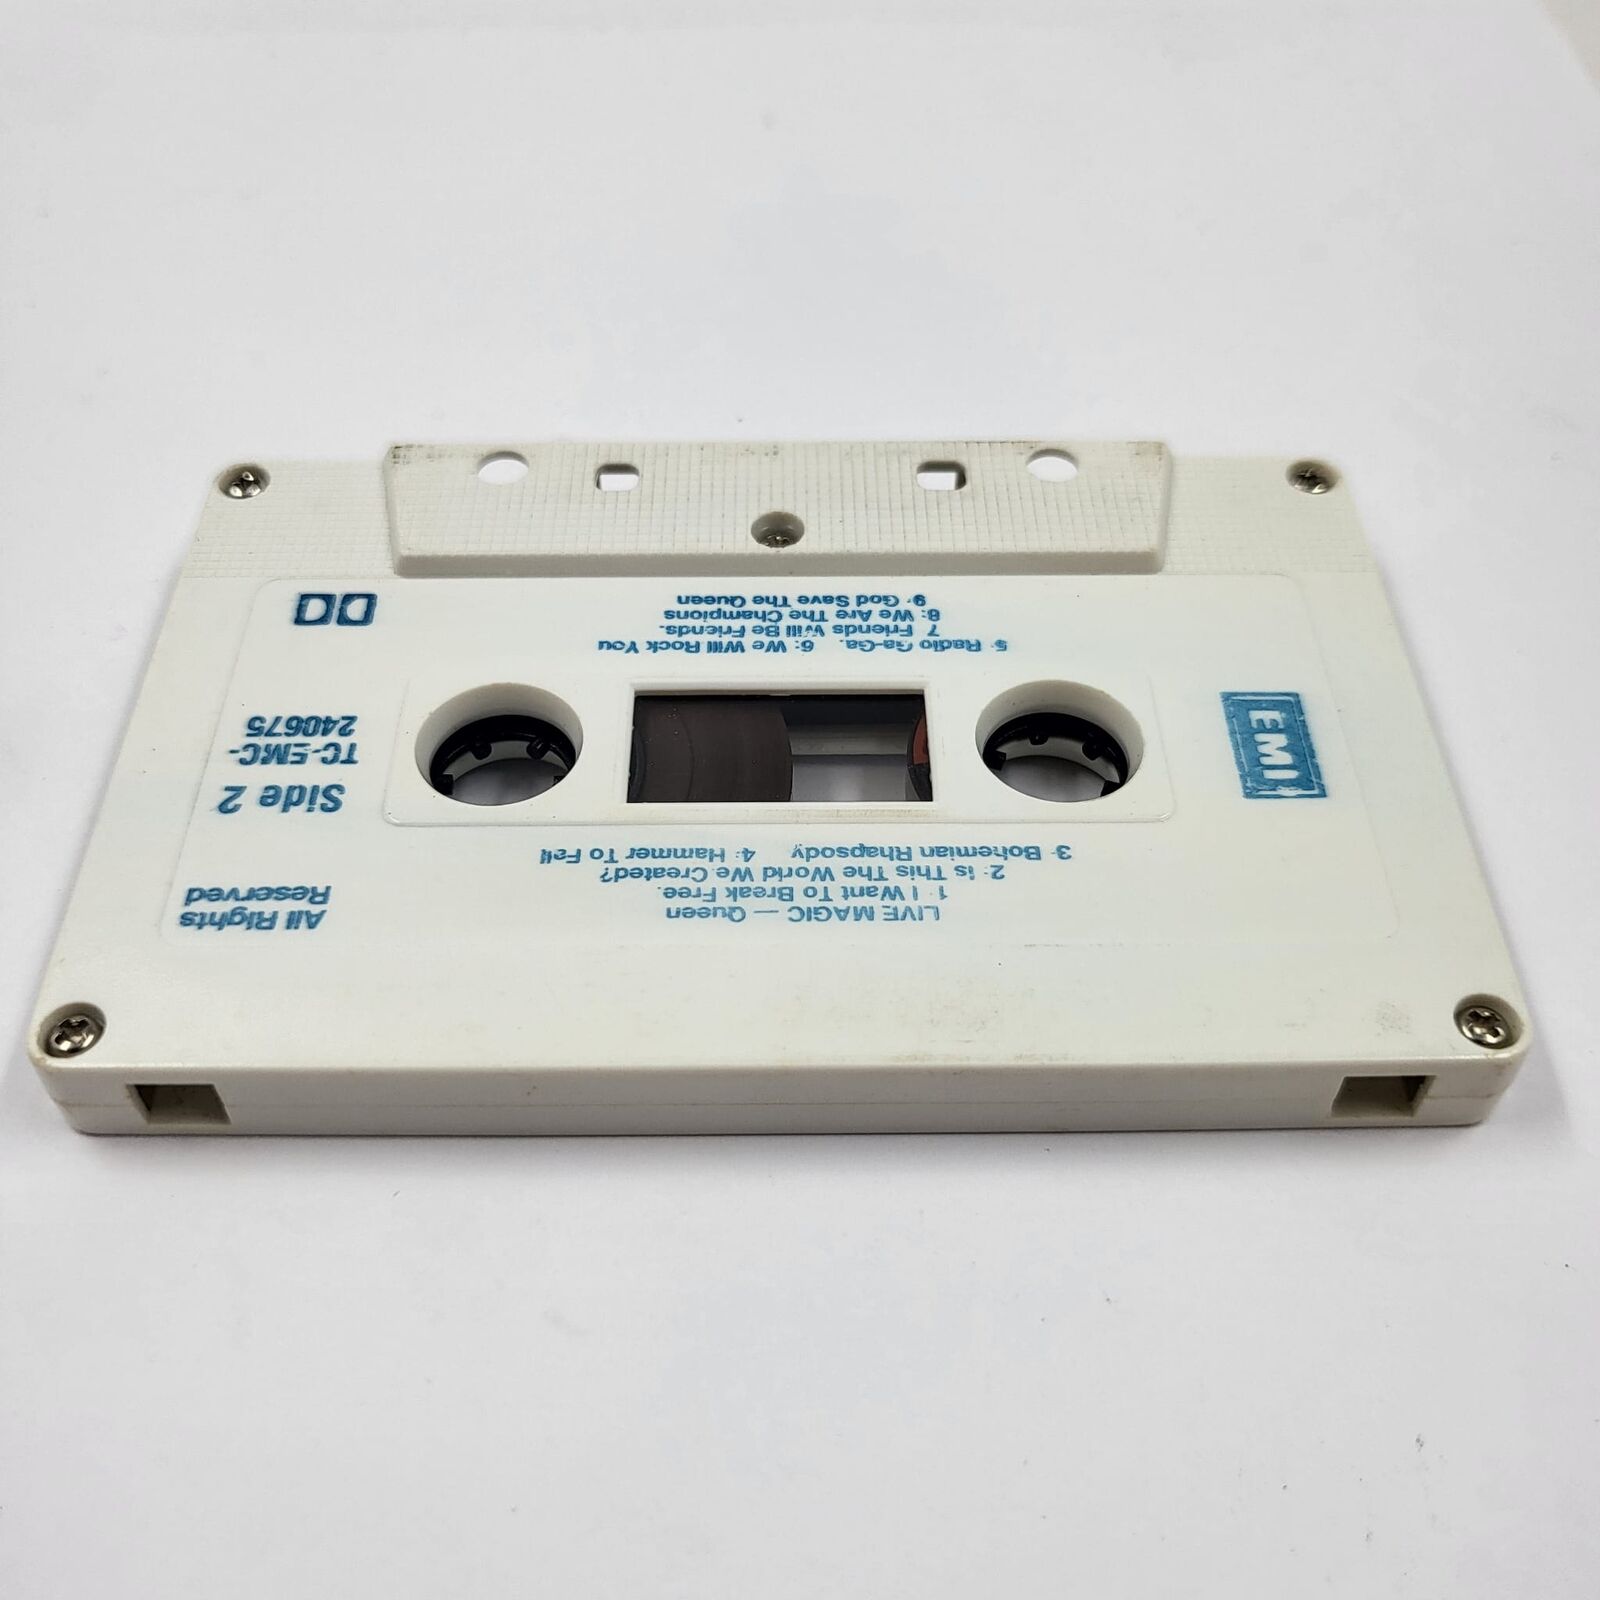 LIVE MAGIC — Queen
1· I Want To Break Free.
2· is This The World We Created?
3· Bohemian Rhapsody 4· Hammer To Fall
All Rights
Reserved
Side 2
TC-EMC-
240675
EMI
5· Radio Ga-Ga. 6: We Will Rock You
7 Friends Will Be Friends.
8: We Are The Champions
9· God Save The Queen